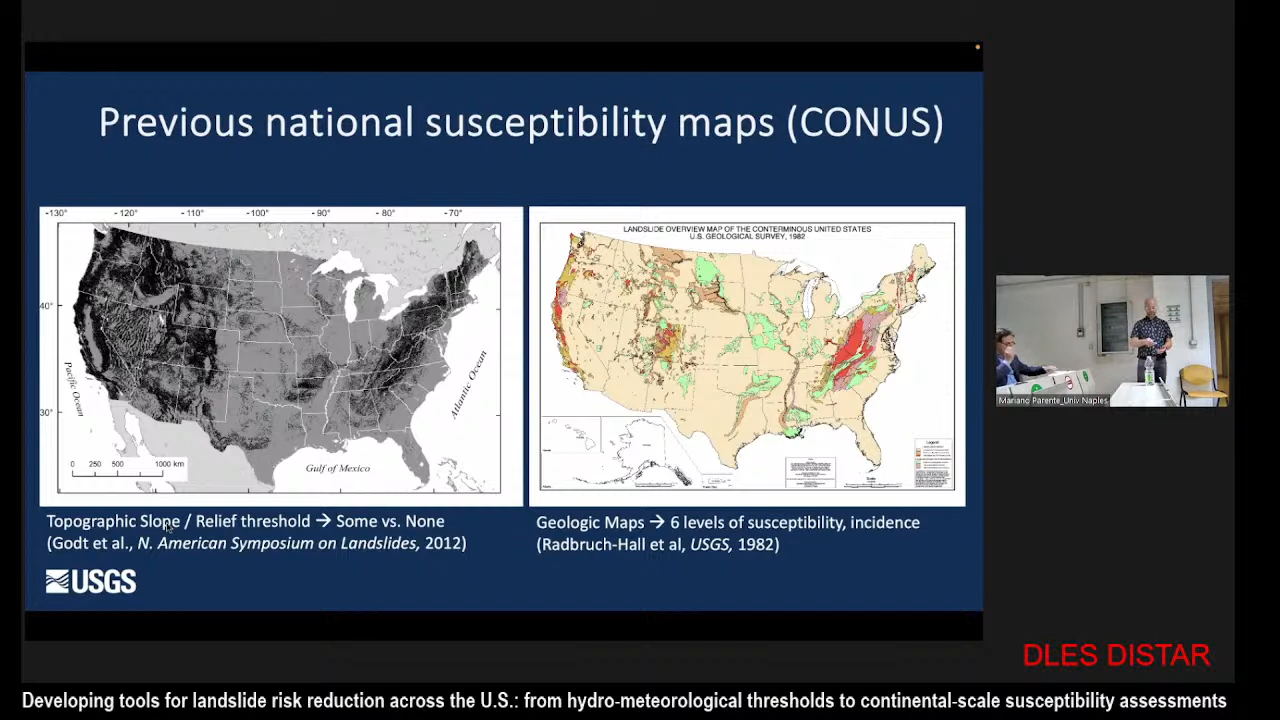 Previous national susceptibility maps (CONUS)
-130° -120° -110° -100° -90° -80° -70°
40°
30°
Pacific Ocean
Atlantic Ocean
Gulf of Mexico
0 250 500 1000 km
LANDSLIDE OVERVIEW MAP OF THE CONTERMINOUS UNITED STATES
U.S. GEOLOGICAL SURVEY, 1982
Legend
Topographic Slope / Relief threshold → Some vs. None
(Godt et al., N. American Symposium on Landslides, 2012)
Geologic Maps → 6 levels of susceptibility, incidence
(Radbruch-Hall et al, USGS, 1982)
USGS
Mariano Parente_Univ Naples
DLES DISTAR
Developing tools for landslide risk reduction across the U.S.: from hydro-meteorological thresholds to continental-scale susceptibility assessments